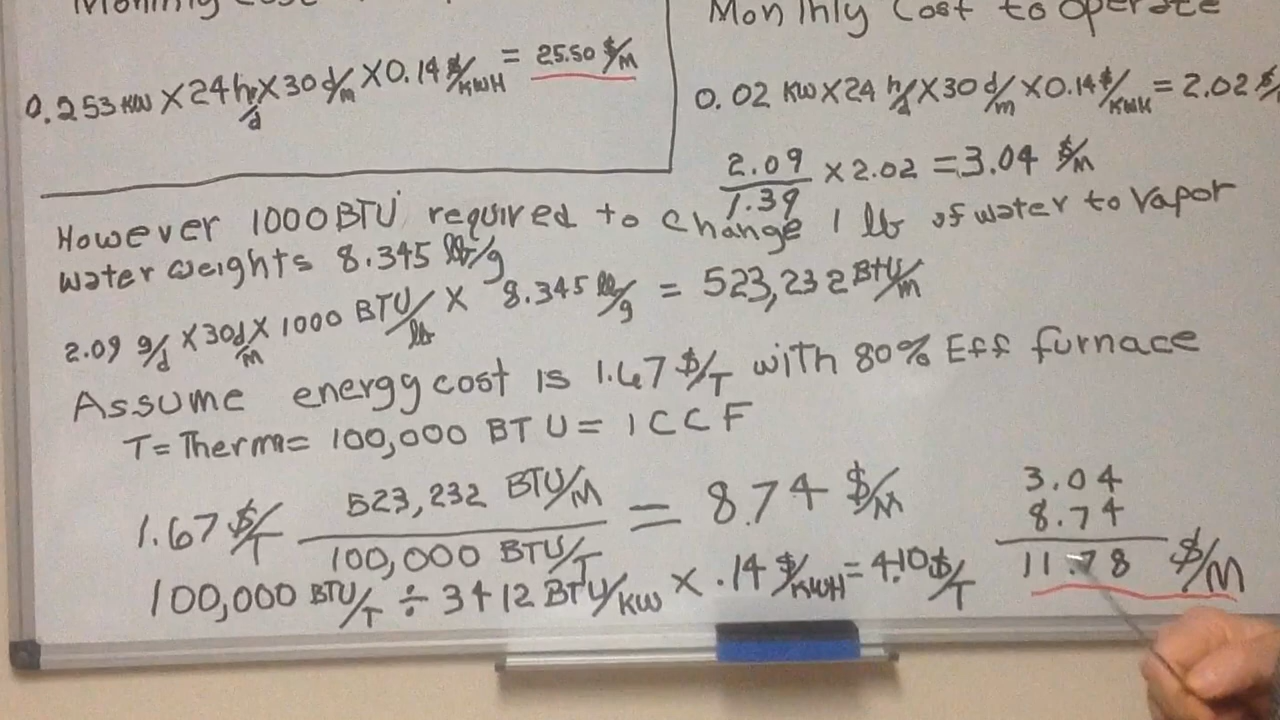 Monthly Cost
0.253 KW X 24 hr/d X 30 d/m X 0.14 $/KWH = 25.50 $/M
Monthly Cost to Operate
0.02 KW X 24 h/d X 30 d/m X 0.14 $/KWH = 2.02 $/
2.09/1.39 X 2.02 = 3.04 $/M
However 1000 BTU required to change 1 lb of water to vapor
water weights 8.345 lb/g
2.09 g/d X 30 d/M X 1000 BTU/lb X 8.345 lb/g = 523,232 BTU/M
Assume energy cost is 1.67 $/T with 80% Eff furnace
T = Therm = 100,000 BTU = 1 CCF
1.67 $/T 523,232 BTU/M / 100,000 BTU/T = 8.74 $/M
100,000 BTU/T ÷ 3412 BTU/KW X .14 $/KWH = 4.10 $/T
3.04
8.74
11.78 $/M